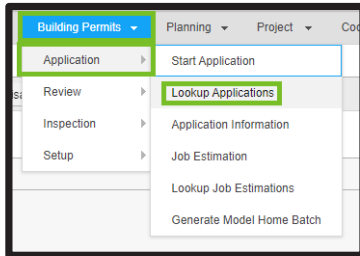 Building Permits Planning Project Coo
Application Start Application
Review Lookup Applications
Inspection Application Information
Setup Job Estimation
Lookup Job Estimations
Generate Model Home Batch